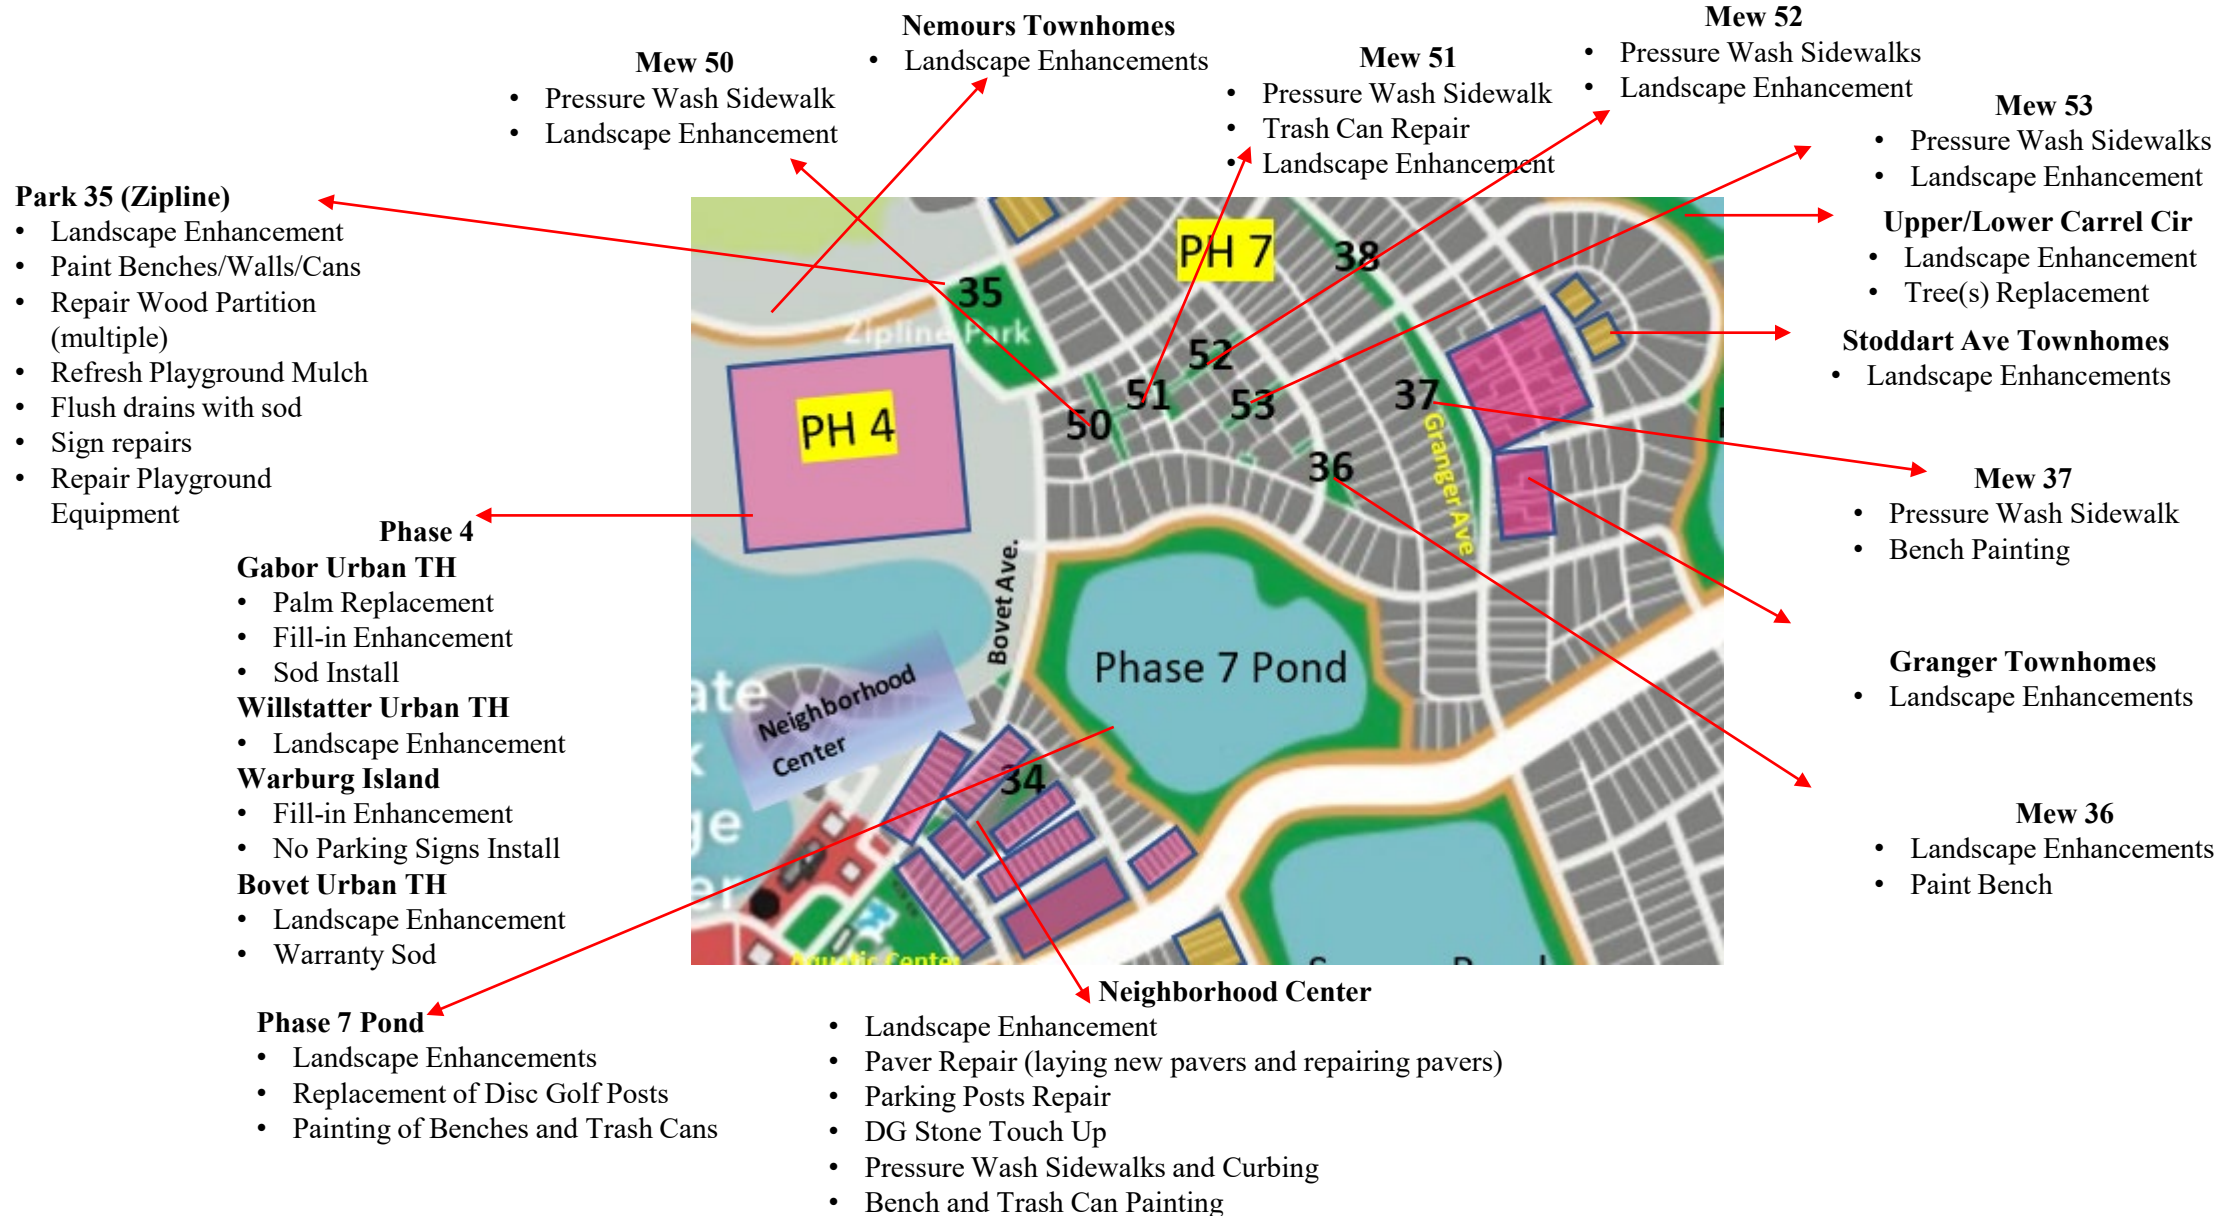 Nemours Townhomes
• Landscape Enhancements
Mew 50
• Pressure Wash Sidewalk
• Landscape Enhancement
Mew 51
• Pressure Wash Sidewalk
• Trash Can Repair
• Landscape Enhancement
Mew 52
• Pressure Wash Sidewalks
• Landscape Enhancement
Mew 53
• Pressure Wash Sidewalks
• Landscape Enhancement
Upper/Lower Carrel Cir
• Landscape Enhancement
• Tree(s) Replacement
Stoddart Ave Townhomes
• Landscape Enhancements
Mew 37
• Pressure Wash Sidewalk
• Bench Painting
Granger Townhomes
• Landscape Enhancements
Mew 36
• Landscape Enhancements
• Paint Bench
Park 35 (Zipline)
• Landscape Enhancement
• Paint Benches/Walls/Cans
• Repair Wood Partition
(multiple)
• Refresh Playground Mulch
• Flush drains with sod
• Sign repairs
• Repair Playground
Equipment
Phase 4
Gabor Urban TH
• Palm Replacement
• Fill-in Enhancement
• Sod Install
Willstatter Urban TH
• Landscape Enhancement
Warburg Island
• Fill-in Enhancement
• No Parking Signs Install
Bovet Urban TH
• Landscape Enhancement
• Warranty Sod
Phase 7 Pond
• Landscape Enhancements
• Replacement of Disc Golf Posts
• Painting of Benches and Trash Cans
Neighborhood Center
• Landscape Enhancement
• Paver Repair (laying new pavers and repairing pavers)
• Parking Posts Repair
• DG Stone Touch Up
• Pressure Wash Sidewalks and Curbing
• Bench and Trash Can Painting
PH 7
38
35
Zipline Park
52
51
53
50
37
36
PH 4
Granger Ave
Bovet Ave.
Phase 7 Pond
Neighborhood
Center
34
ate
k
ge
er
Aquatic Center